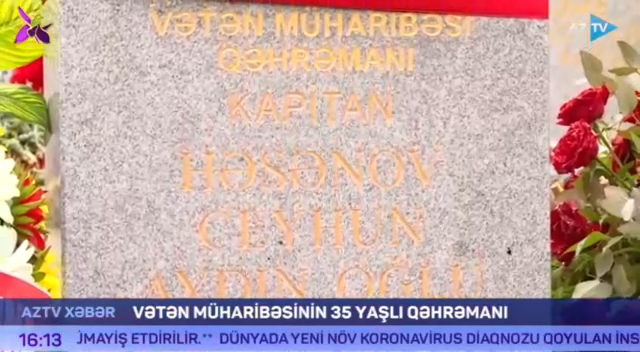 AZTV
VƏTƏN MÜHARİBƏSİ
QƏHRƏMANI
KAPİTAN
HƏSƏNOV
CEYHUN
AYDIN OĞLU
AZTV XƏBƏR VƏTƏN MÜHARİBƏSİNİN 35 YAŞLI QƏHRƏMANI
16:13 ÜMAYİŞ ETDİRİLİR.** DÜNYADA YENİ NÖV KORONAVİRUS DİAQNOZU QOYULAN İNS